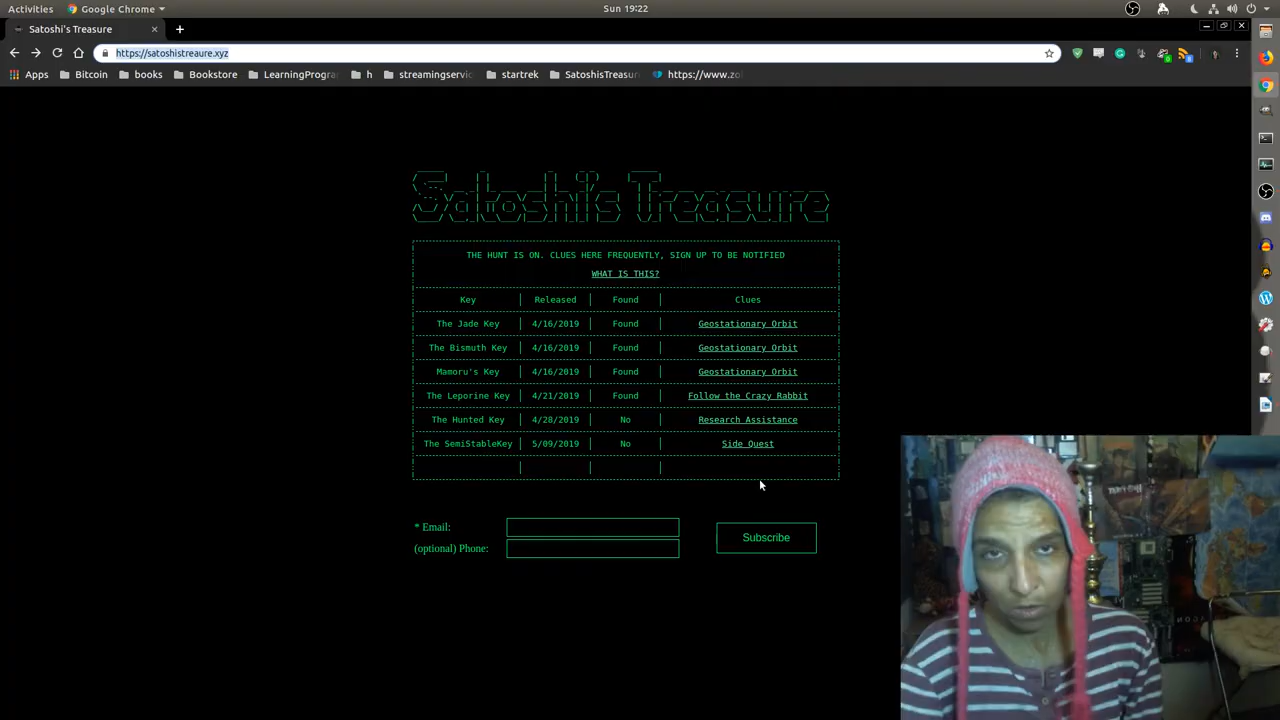 Activities Google Chrome Sun 19:22
Satoshi's Treasure
https://satoshistreaure.xyz
Apps Bitcoin books Bookstore LearningProgra h streamingservic startrek SatoshisTreasur https://www.zol
Satoshi's Treasure
THE HUNT IS ON. CLUES HERE FREQUENTLY, SIGN UP TO BE NOTIFIED
WHAT IS THIS?
Key Released Found Clues
The Jade Key 4/16/2019 Found Geostationary Orbit
The Bismuth Key 4/16/2019 Found Geostationary Orbit
Mamoru's Key 4/16/2019 Found Geostationary Orbit
The Leporine Key 4/21/2019 Found Follow the Crazy Rabbit
The Hunted Key 4/28/2019 No Research Assistance
The SemiStableKey 5/09/2019 No Side Quest
* Email:
(optional) Phone:
Subscribe